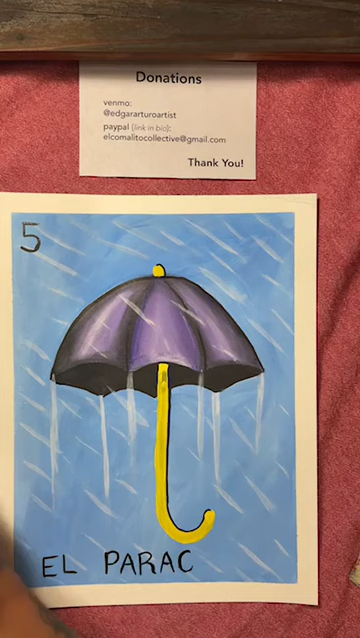 Donations
venmo:
@edgararturoartist
paypal (link in bio):
elcomalitocollective@gmail.com
Thank You!
5
EL PARAC